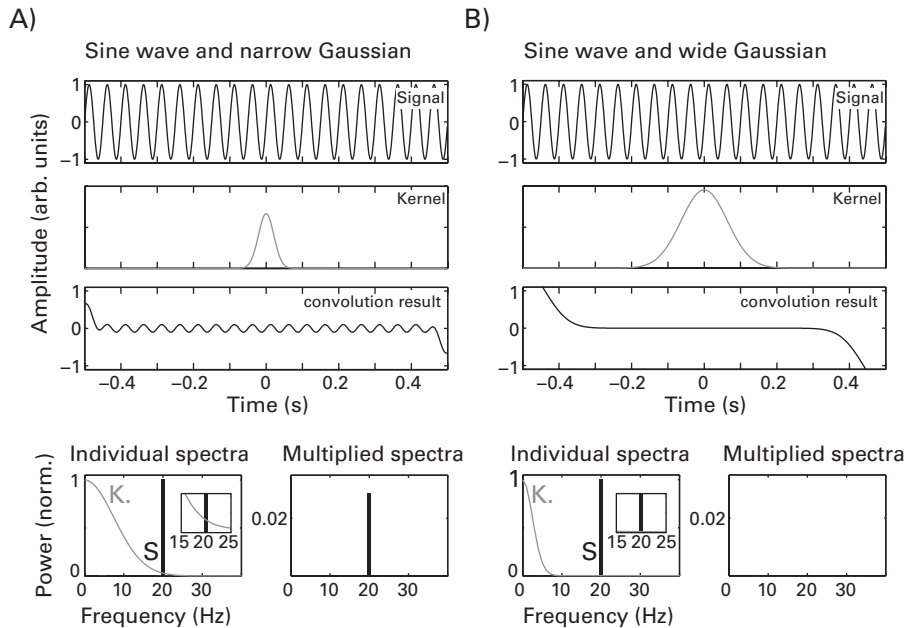 A)
Sine wave and narrow Gaussian
Amplitude (arb. units)
1
0
−1
Signal
Kernel
1
0
−1
convolution result
−0.4 −0.2 0 0.2 0.4
Time (s)
Individual spectra
Power (norm.)
1
0
K.
S
15 20 25
0 10 20 30
Frequency (Hz)
Multiplied spectra
0.02
0 10 20 30
B)
Sine wave and wide Gaussian
1
0
−1
Signal
Kernel
1
0
−1
convolution result
−0.4 −0.2 0 0.2 0.4
Time (s)
Individual spectra
1
0
K.
S
15 20 25
0 10 20 30
Frequency (Hz)
Multiplied spectra
0.02
0 10 20 30